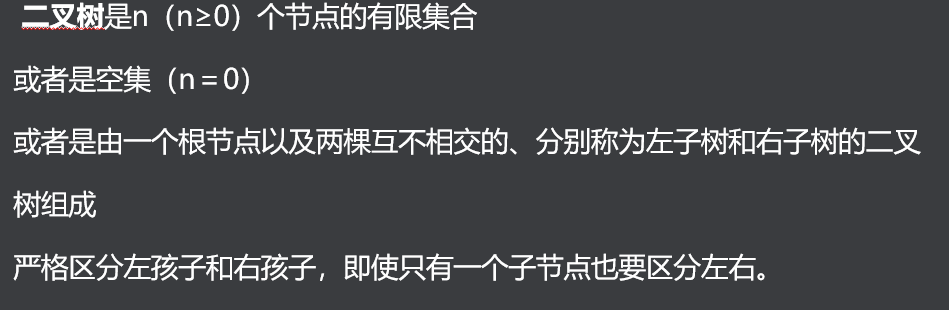 二叉树是n（n≥0）个节点的有限集合
或者是空集（n＝0）
或者是由一个根节点以及两棵互不相交的、分别称为左子树和右子树的二叉
树组成
严格区分左孩子和右孩子，即使只有一个子节点也要区分左右。